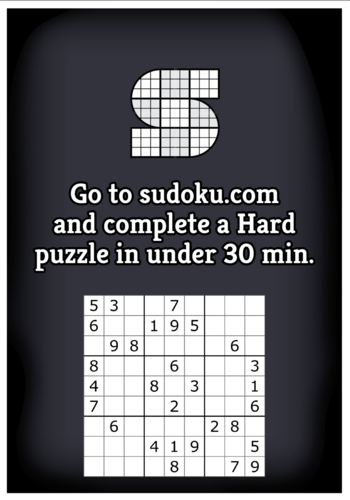 Go to sudoku.com
and complete a Hard
puzzle in under 30 min.
5 3 7
6 1 9 5
9 8 6
8 6 3
4 8 3 1
7 2 6
6 2 8
4 1 9 5
8 7 9